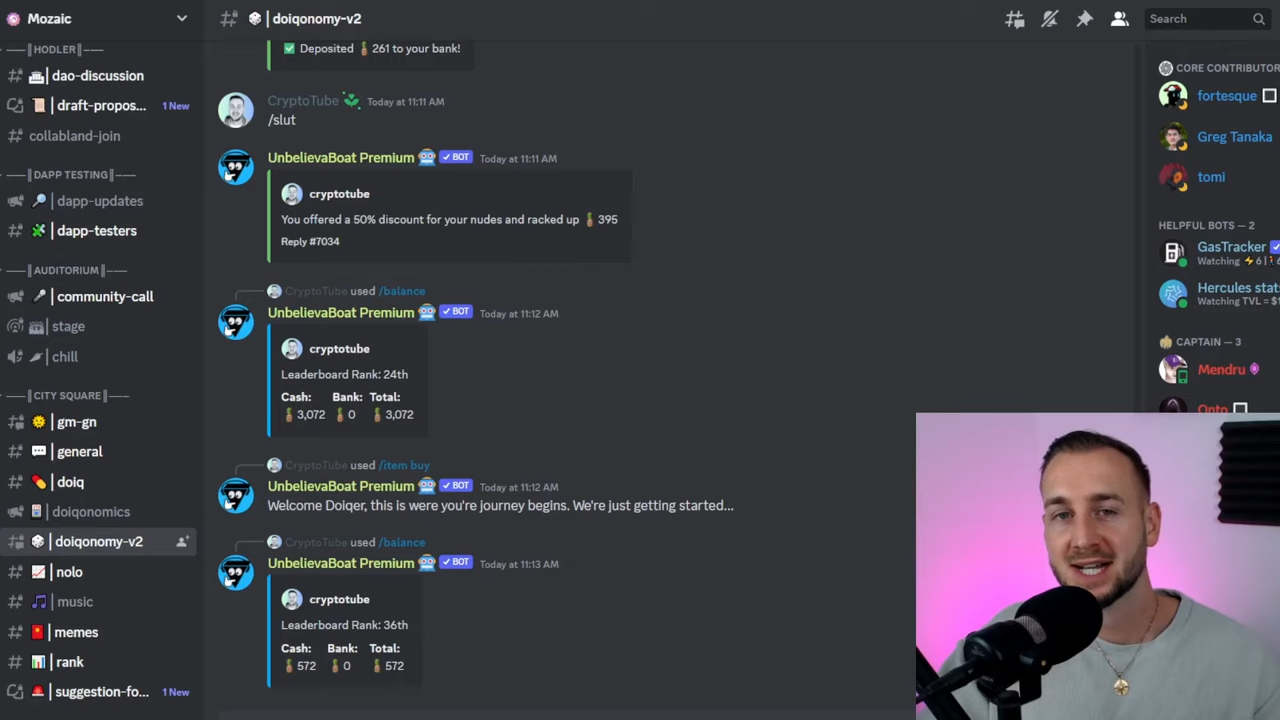 Mozaic
HODLER
dao-discussion
draft-propos...
1 New
collabland-join
DAPP TESTING
dapp-updates
dapp-testers
AUDITORIUM
community-call
stage
chill
CITY SQUARE
gm-gn
general
doiq
doiqonomics
doiqonomy-v2
nolo
music
memes
rank
suggestion-fo...
1 New
doiqonomy-v2
Search
Deposited 261 to your bank!
CryptoTube Today at 11:11 AM
/slut
UnbelievaBoat Premium BOT Today at 11:11 AM
cryptotube
You offered a 50% discount for your nudes and racked up 395
Reply #7034
CryptoTube used /balance
UnbelievaBoat Premium BOT Today at 11:12 AM
cryptotube
Leaderboard Rank: 24th
Cash: Bank: Total:
3,072 0 3,072
CryptoTube used /item buy
UnbelievaBoat Premium BOT Today at 11:12 AM
Welcome Doiqer, this is were you're journey begins. We're just getting started...
CryptoTube used /balance
UnbelievaBoat Premium BOT Today at 11:13 AM
cryptotube
Leaderboard Rank: 36th
Cash: Bank: Total:
572 0 572
CORE CONTRIBUTOR
fortesque
Greg Tanaka
tomi
HELPFUL BOTS — 2
GasTracker
Watching 6
Hercules stats
Watching TVL = $1
CAPTAIN — 3
Mendru
Onto